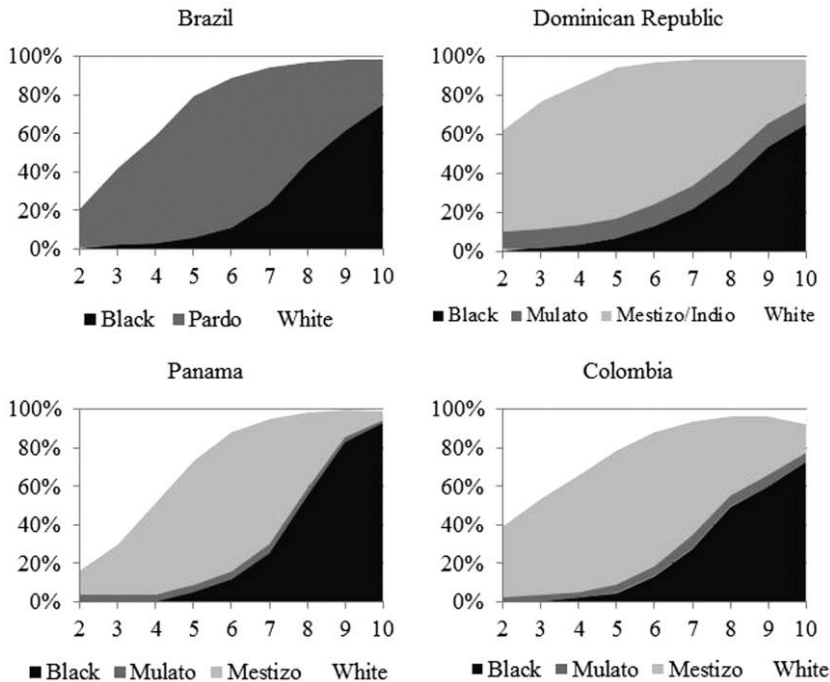 Brazil
100%
80%
60%
40%
20%
0%
2 3 4 5 6 7 8 9 10
Black Pardo White
Dominican Republic
100%
80%
60%
40%
20%
0%
2 3 4 5 6 7 8 9 10
Black Mulato Mestizo/Indio White
Panama
100%
80%
60%
40%
20%
0%
2 3 4 5 6 7 8 9 10
Black Mulato Mestizo White
Colombia
100%
80%
60%
40%
20%
0%
2 3 4 5 6 7 8 9 10
Black Mulato Mestizo White